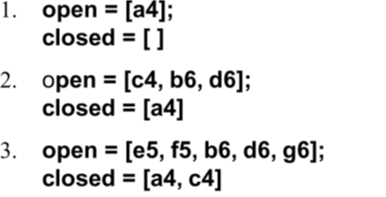 1. open = [a4];
closed = [ ]
2. open = [c4, b6, d6];
closed = [a4]
3. open = [e5, f5, b6, d6, g6];
closed = [a4, c4]